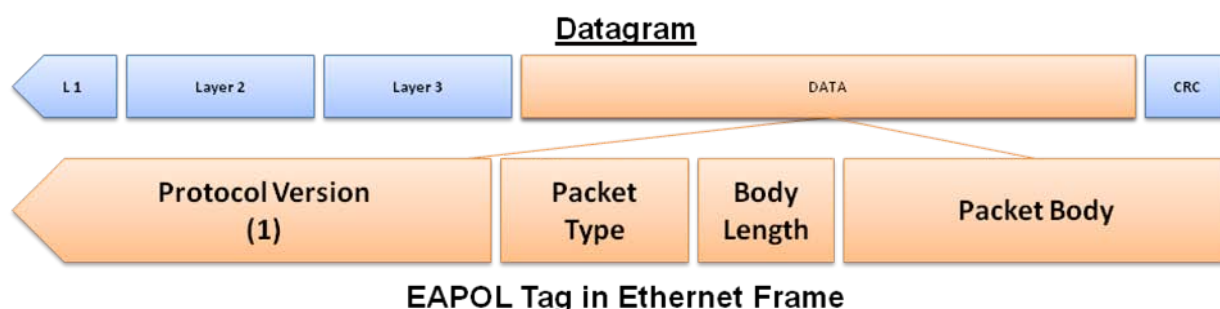 Datagram
L 1
Layer 2
Layer 3
DATA
CRC
Protocol Version
(1)
Packet
Type
Body
Length
Packet Body
EAPOL Tag in Ethernet Frame